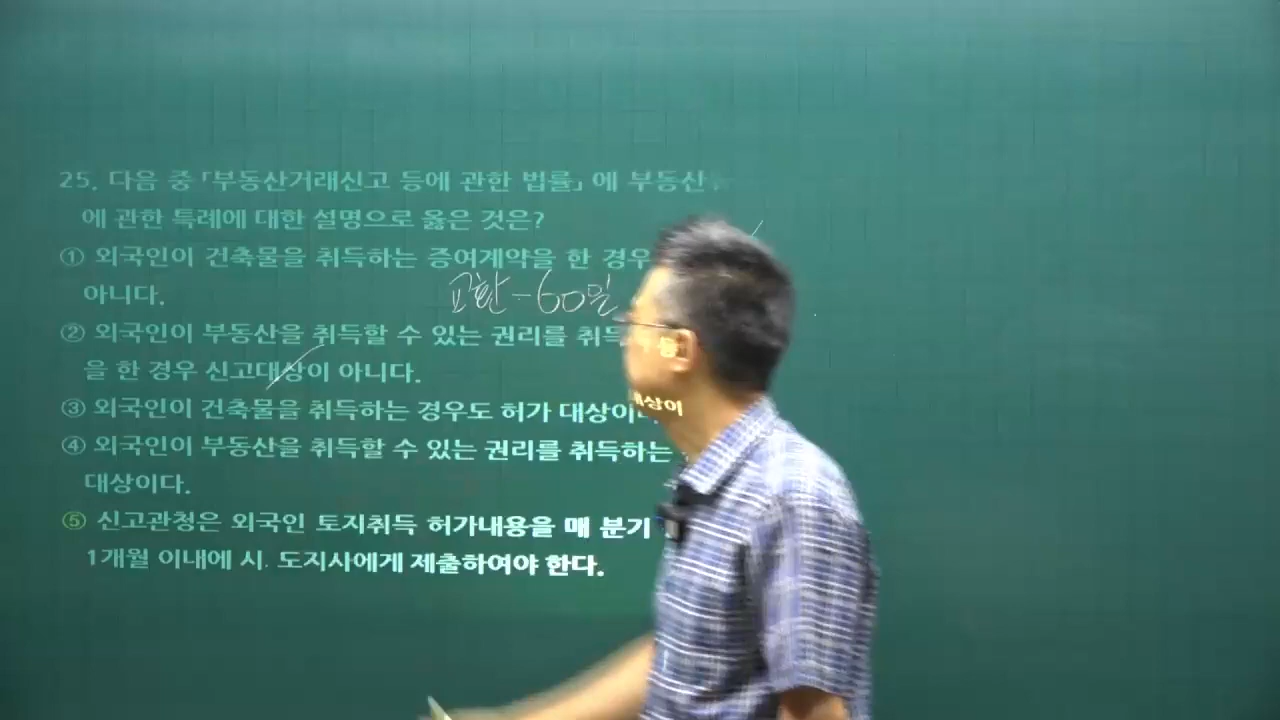 25. 다음 중 「부동산거래신고 등에 관한 법률」 에 부동산
에 관한 특례에 대한 설명으로 옳은 것은?
① 외국인이 건축물을 취득하는 증여계약을 한 경우
아니다.
교환 - 60일
② 외국인이 부동산을 취득할 수 있는 권리를 취득
을 한 경우 신고대상이 아니다.
③ 외국인이 건축물을 취득하는 경우도 허가 대상이다
④ 외국인이 부동산을 취득할 수 있는 권리를 취득하는
대상이다.
⑤ 신고관청은 외국인 토지취득 허가내용을 매 분기
1개월 이내에 시. 도지사에게 제출하여야 한다.